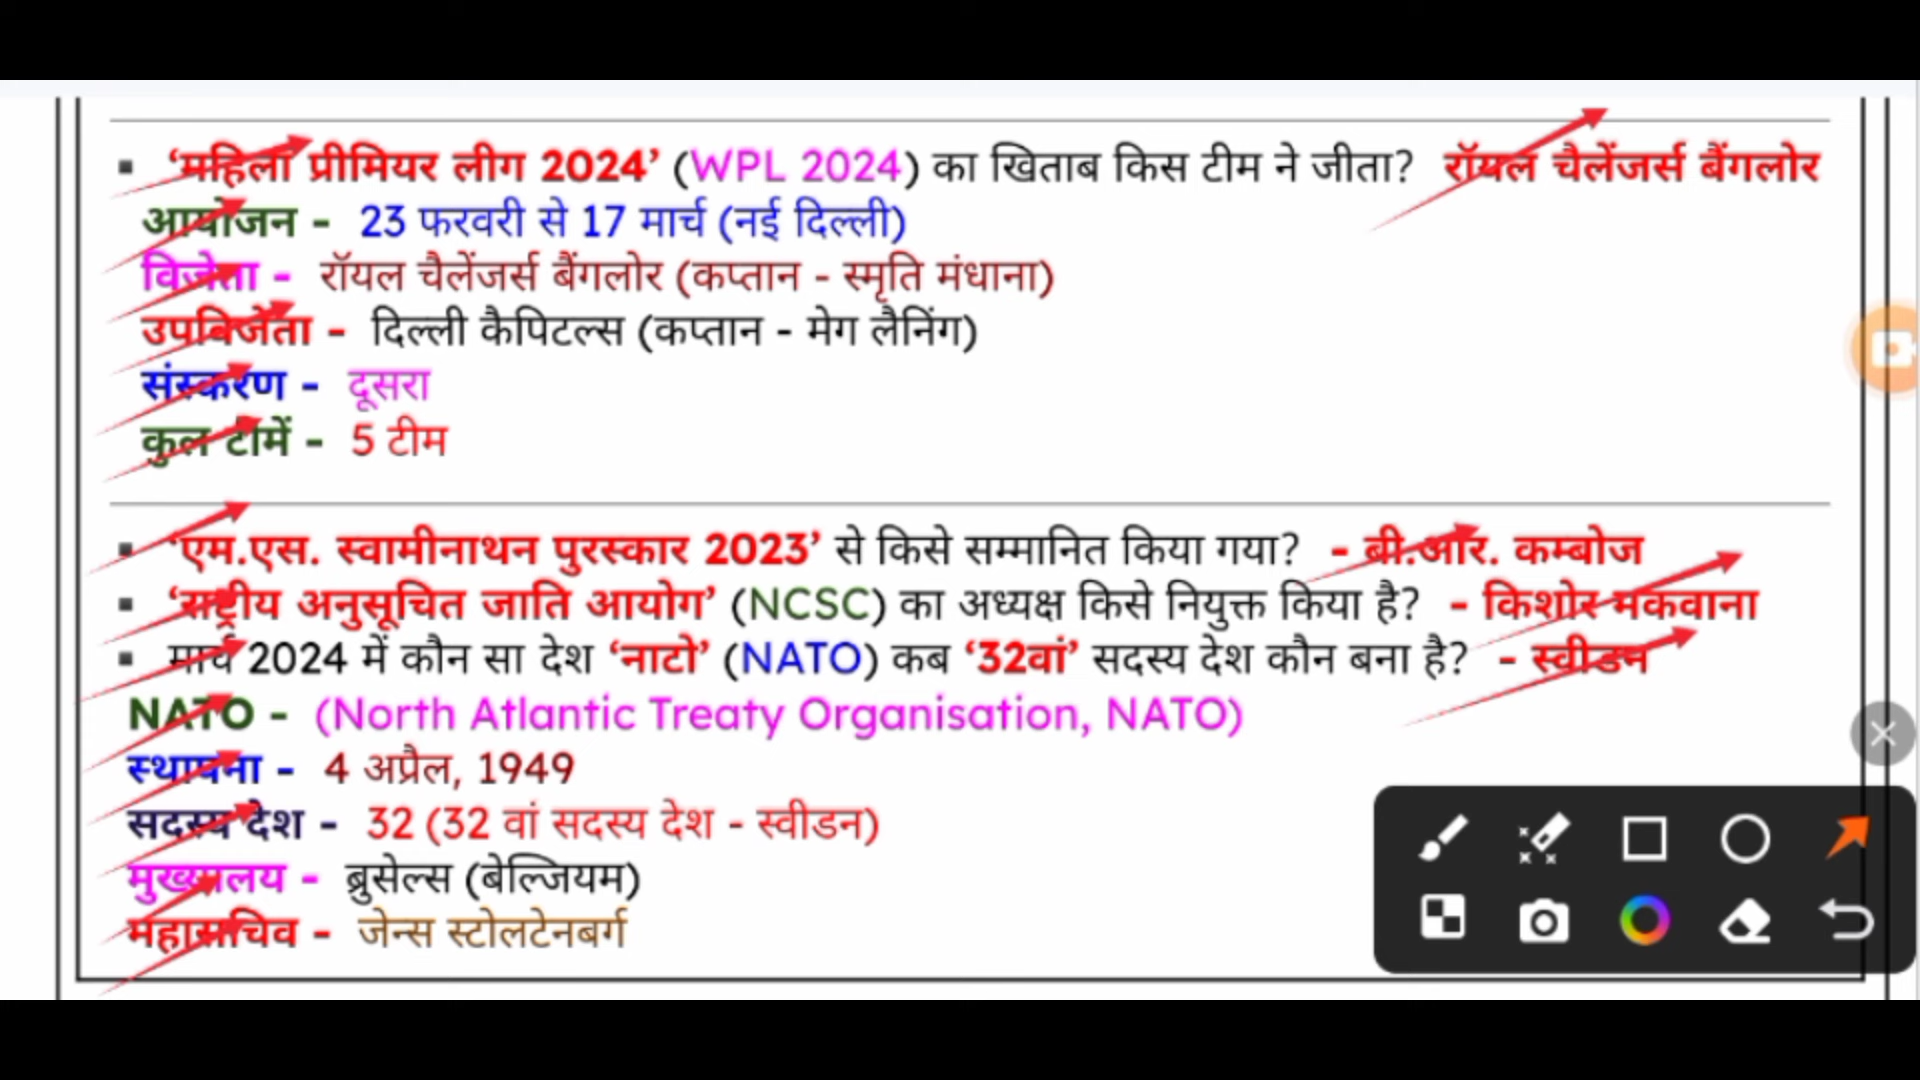 ▪ ‘महिला प्रीमियर लीग 2024’ (WPL 2024) का खिताब किस टीम ने जीता? रॉयल चैलेंजर्स बैंगलोर
आयोजन - 23 फरवरी से 17 मार्च (नई दिल्ली)
विजेता - रॉयल चैलेंजर्स बैंगलोर (कप्तान - स्मृति मंधाना)
उपविजेता - दिल्ली कैपिटल्स (कप्तान - मेग लैनिंग)
संस्करण - दूसरा
कुल टीमें - 5 टीम
▪ ‘एम.एस. स्वामीनाथन पुरस्कार 2023’ से किसे सम्मानित किया गया? - बी.आर. कम्बोज
▪ ‘राष्ट्रीय अनुसूचित जाति आयोग’ (NCSC) का अध्यक्ष किसे नियुक्त किया है? - किशोर मकवाना
▪ मार्च 2024 में कौन सा देश ‘नाटो’ (NATO) कब ‘32वां’ सदस्य देश कौन बना है? - स्वीडन
NATO - (North Atlantic Treaty Organisation, NATO)
स्थापना - 4 अप्रैल, 1949
सदस्य देश - 32 (32 वां सदस्य देश - स्वीडन)
मुख्यालय - ब्रुसेल्स (बेल्जियम)
महासचिव - जेन्स स्टोलटेनबर्ग